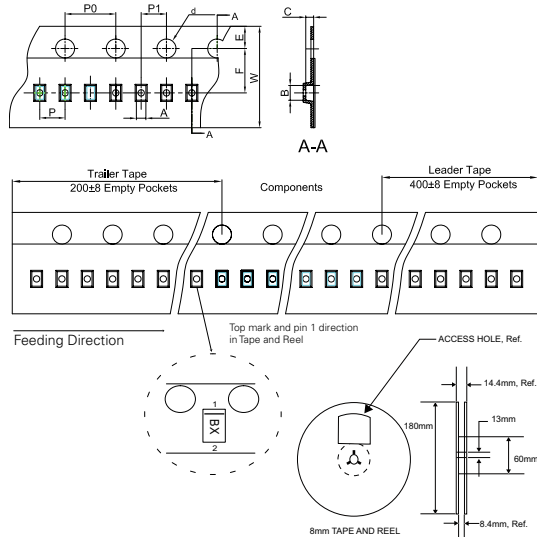 P0
P1
d
A
C
E
F
W
B
P
A
A
A-A
Trailer Tape
200±8 Empty Pockets
Components
Leader Tape
400±8 Empty Pockets
Feeding Direction
Top mark and pin 1 direction
in Tape and Reel
1
BX
2
ACCESS HOLE, Ref.
14.4mm, Ref.
13mm
180mm
60mm
8mm TAPE AND REEL
8.4mm, Ref.